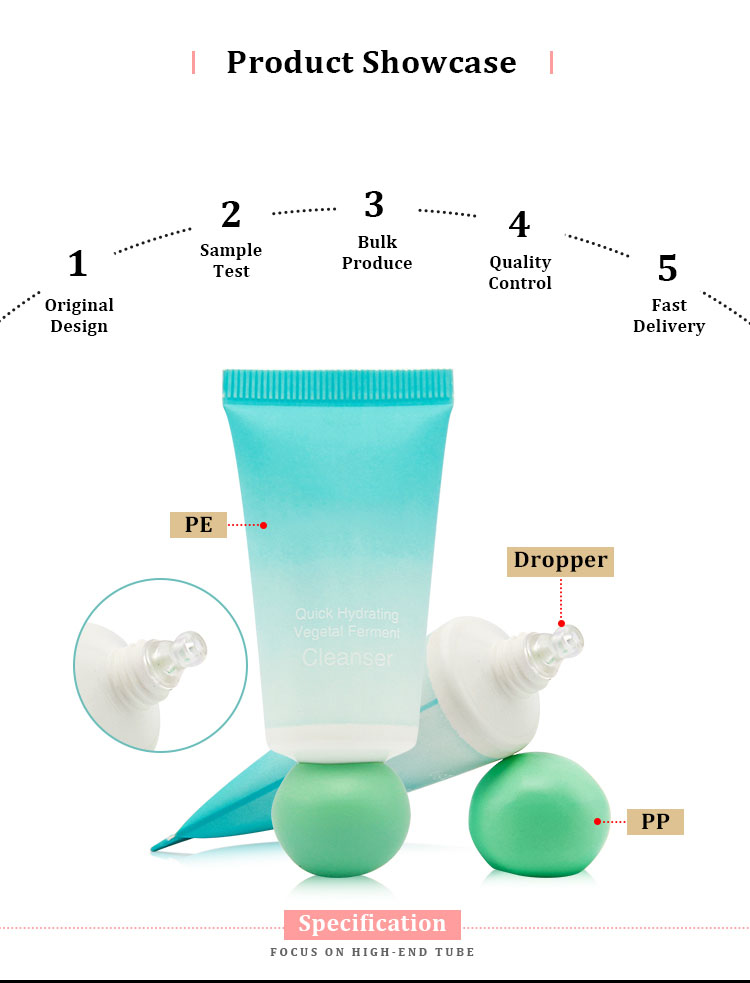 Product Showcase
1
Original
Design
2
Sample
Test
3
Bulk
Produce
4
Quality
Control
5
Fast
Delivery
PE
Dropper
Quick Hydrating
Vegetal Ferment
Cleanser
PP
Specification
FOCUS ON HIGH-END TUBE